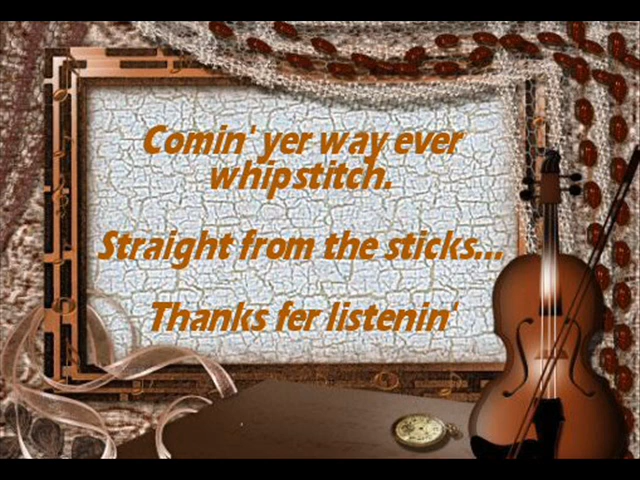 Comin' yer way ever
whipstitch.
Straight from the sticks...
Thanks fer listenin'